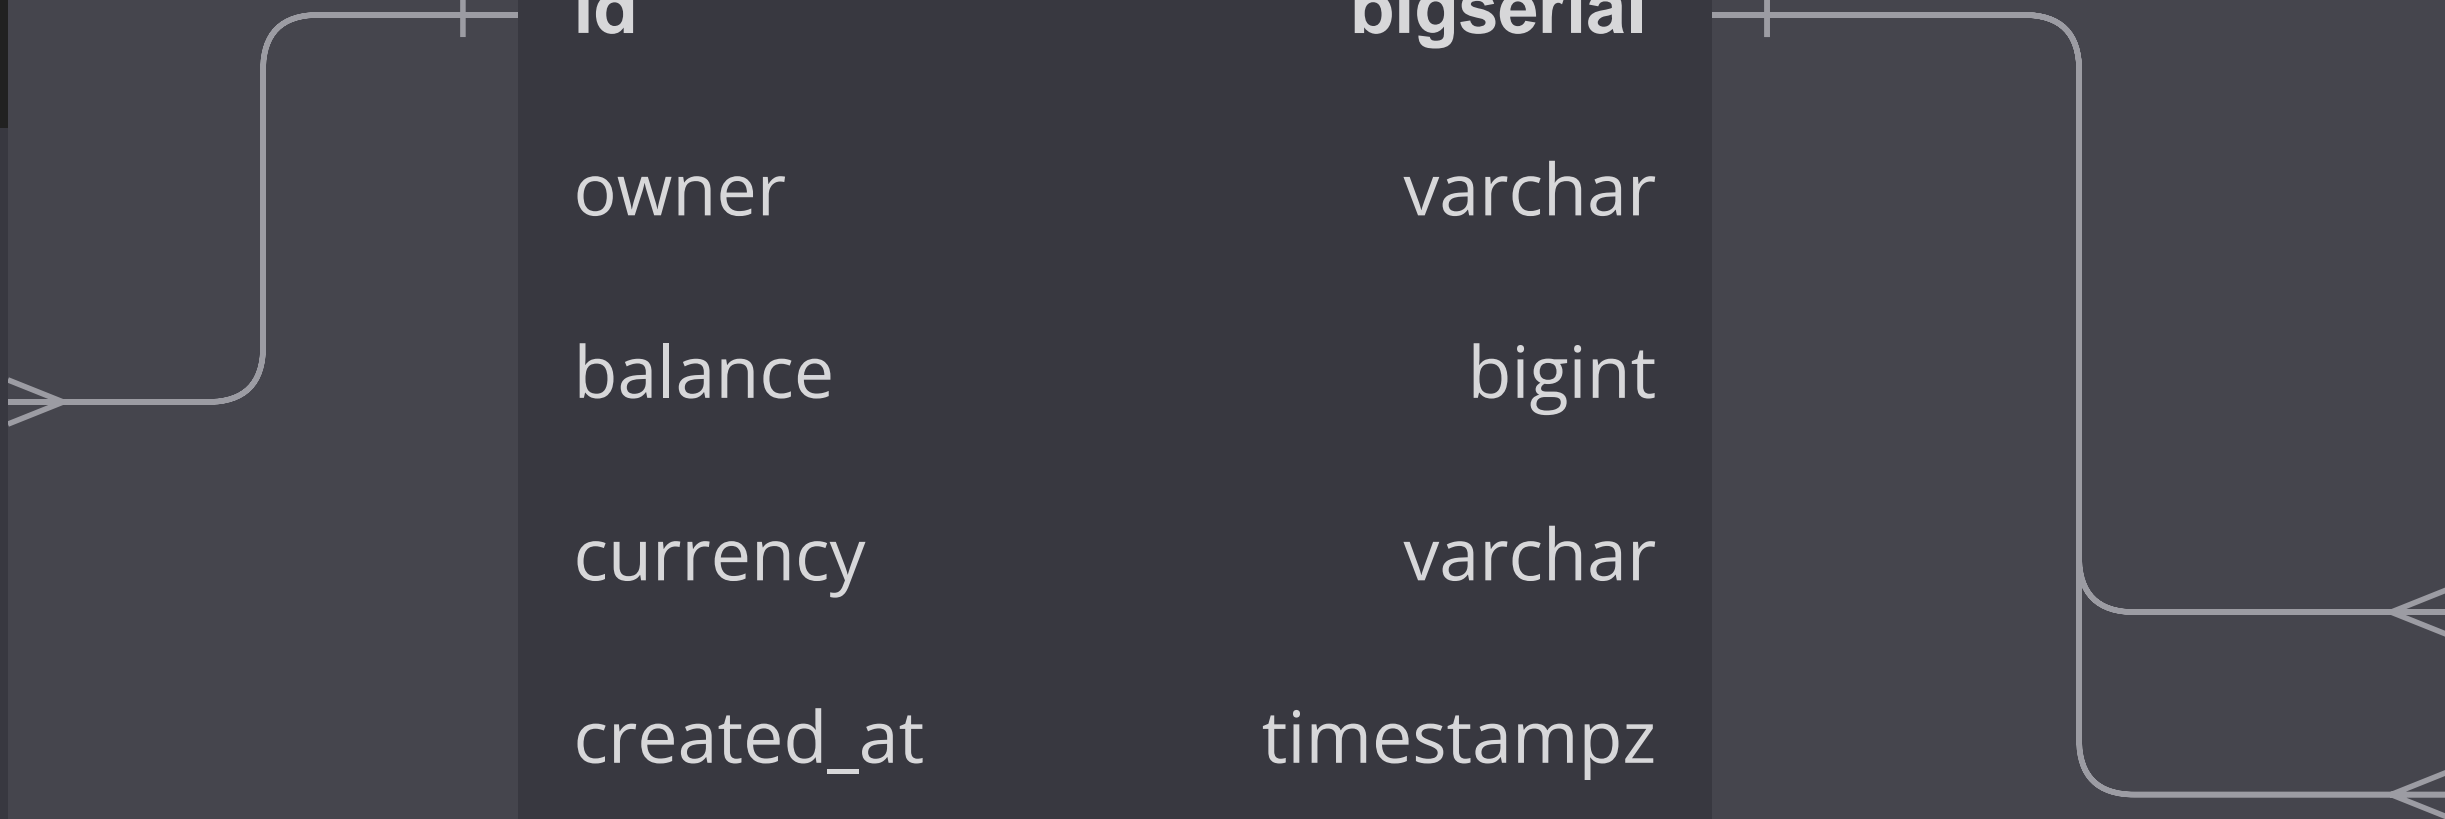 id bigserial
owner varchar
balance bigint
currency varchar
created_at timestampz